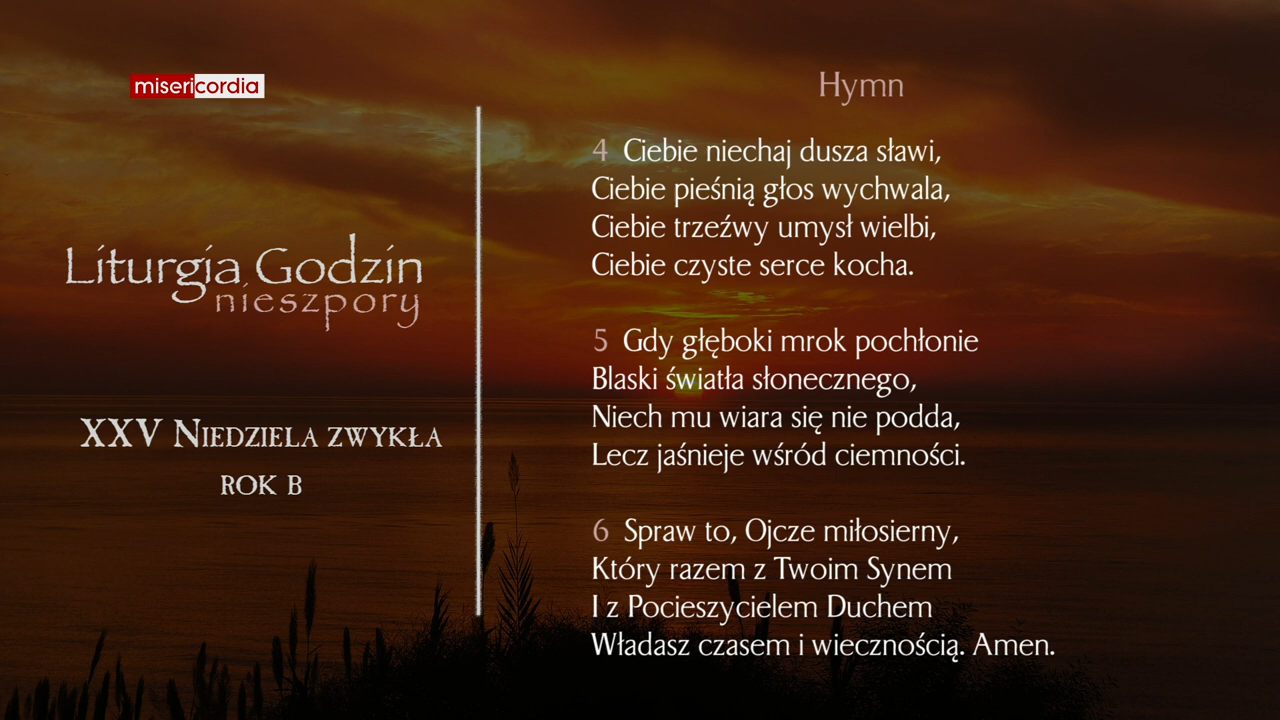 misericordia
Liturgia Godzin
nieszpory
XXV Niedziela zwykła
rok B
Hymn
4 Ciebie niechaj dusza sławi,
Ciebie pieśnią głos wychwala,
Ciebie trzeźwy umysł wielbi,
Ciebie czyste serce kocha.
5 Gdy głęboki mrok pochłonie
Blaski światła słonecznego,
Niech mu wiara się nie podda,
Lecz jaśnieje wśród ciemności.
6 Spraw to, Ojcze miłosierny,
Który razem z Twoim Synem
I z Pocieszycielem Duchem
Władasz czasem i wiecznością. Amen.